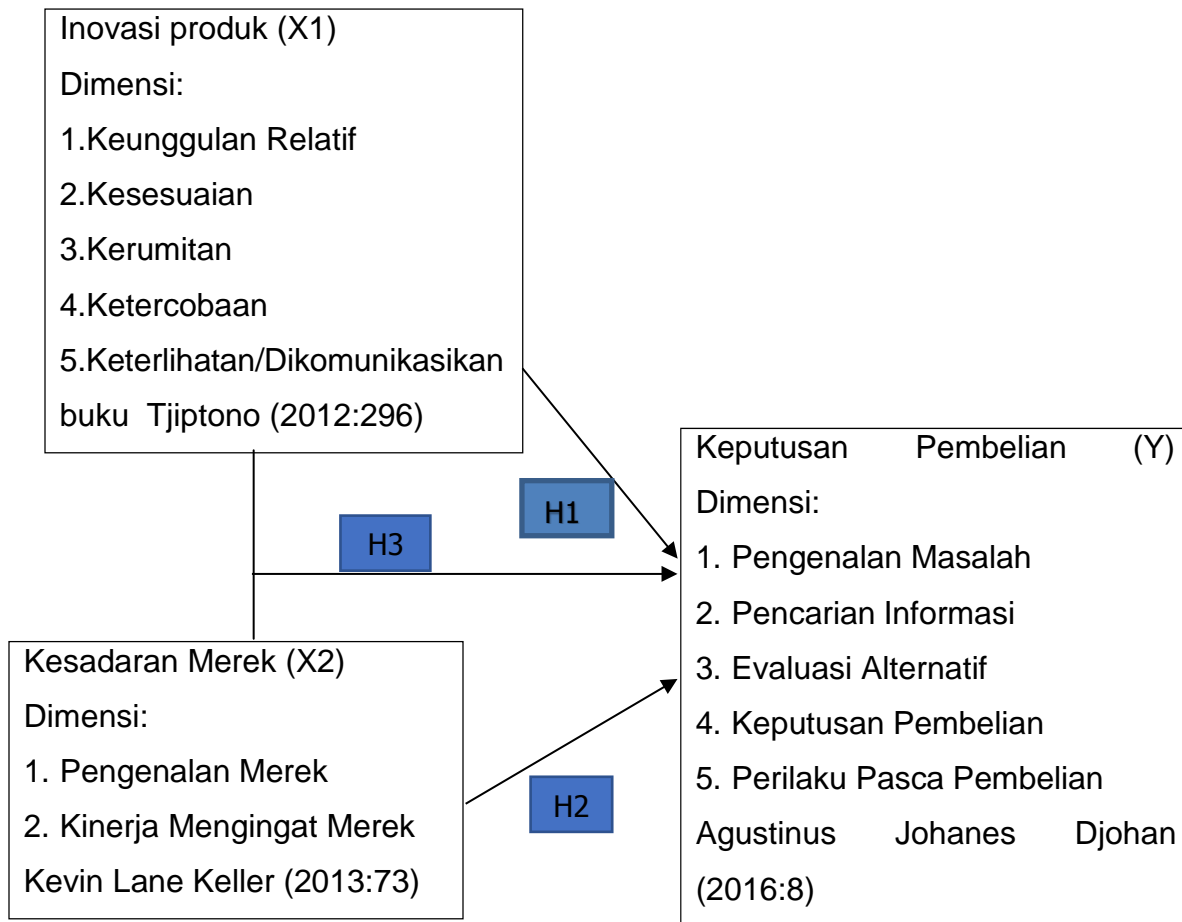 Inovasi produk (X1)
Dimensi:
1.Keunggulan Relatif
2.Kesesuaian
3.Kerumitan
4.Ketercobaan
5.Keterlihatan/Dikomunikasikan
buku Tjiptono (2012:296)
H1
H3
Keputusan Pembelian (Y)
Dimensi:
1. Pengenalan Masalah
2. Pencarian Informasi
3. Evaluasi Alternatif
4. Keputusan Pembelian
5. Perilaku Pasca Pembelian
Agustinus Johanes Djohan
(2016:8)
Kesadaran Merek (X2)
Dimensi:
1. Pengenalan Merek
2. Kinerja Mengingat Merek
Kevin Lane Keller (2013:73)
H2